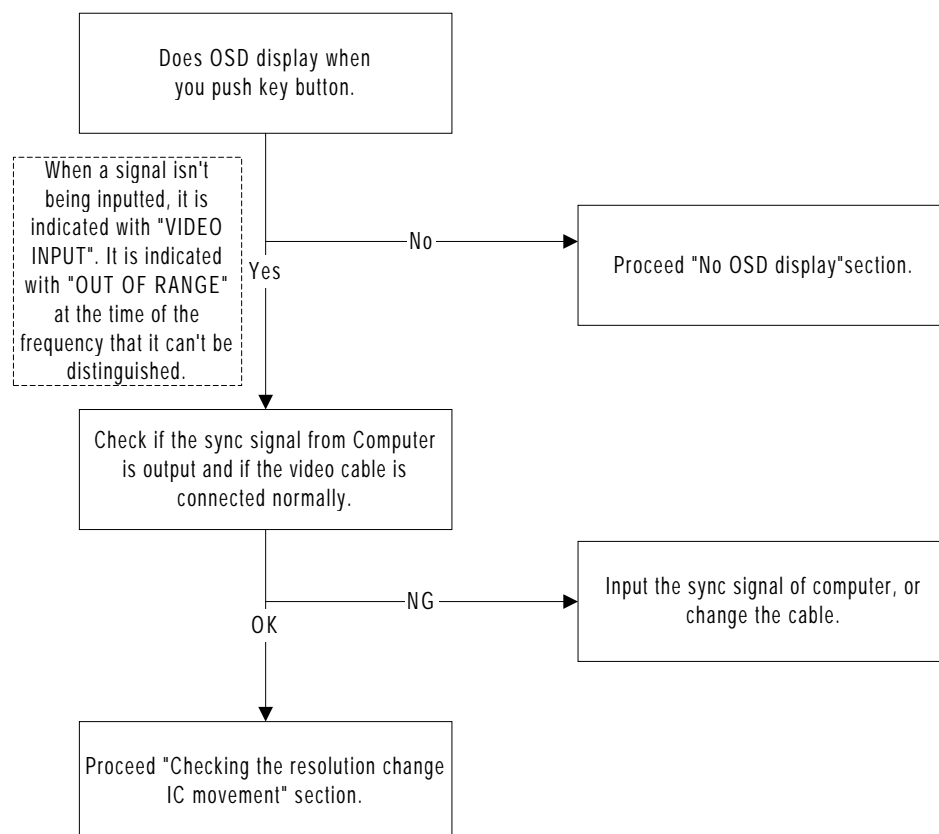 Does OSD display when
you push key button.
When a signal isn't
being inputted, it is
indicated with "VIDEO
INPUT". It is indicated
with "OUT OF RANGE"
at the time of the
frequency that it can't be
distinguished.
No
Proceed "No OSD display"section.
Yes
Check if the sync signal from Computer
is output and if the video cable is
connected normally.
NG
Input the sync signal of computer, or
change the cable.
OK
Proceed "Checking the resolution change
IC movement" section.